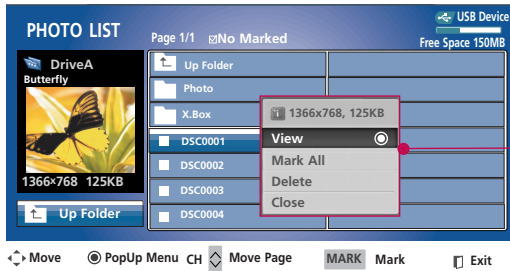 PHOTO LIST
Page 1/1 No Marked
USB Device
Free Space 150MB
DriveA
Butterfly
1366×768 125KB
Up Folder
Up Folder
Photo
X.Box
DSC0001
DSC0002
DSC0003
DSC0004
1366x768, 125KB
View
Mark All
Delete
Close
Move PopUp Menu CH Move Page MARK Mark Exit